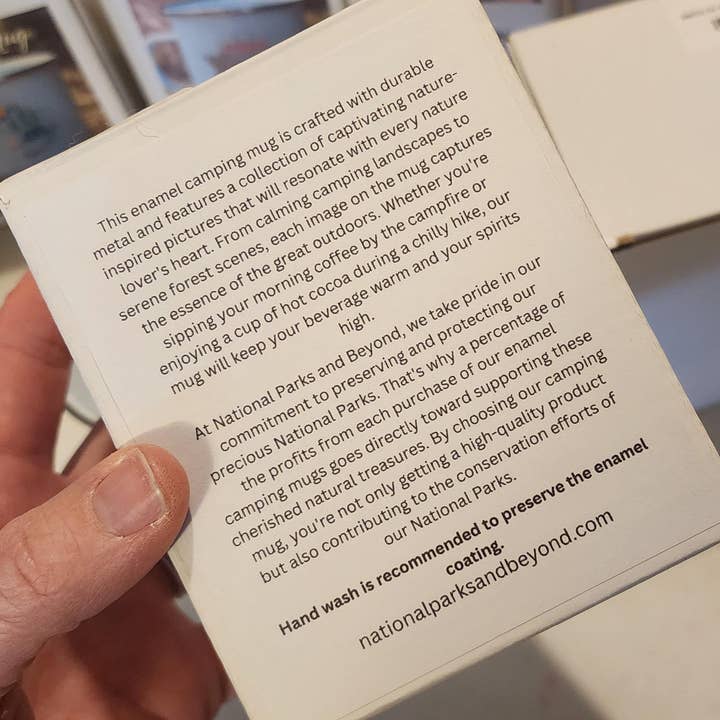 This enamel camping mug is crafted with durable
metal and features a collection of captivating nature-
inspired pictures that will resonate with every nature
lover's heart. From calming camping landscapes to
serene forest scenes, each image on the mug captures
the essence of the great outdoors. Whether you're
sipping your morning coffee by the campfire or
enjoying a cup of hot cocoa during a chilly hike, our
mug will keep your beverage warm and your spirits
high.
At National Parks and Beyond, we take pride in our
commitment to preserving and protecting our
precious National Parks. That's why a percentage of
the profits from each purchase of our enamel
camping mugs goes directly toward supporting these
cherished natural treasures. By choosing our camping
mug, you're not only getting a high-quality product
but also contributing to the conservation efforts of
our National Parks.
Hand wash is recommended to preserve the enamel
coating.
nationalparksandbeyond.com